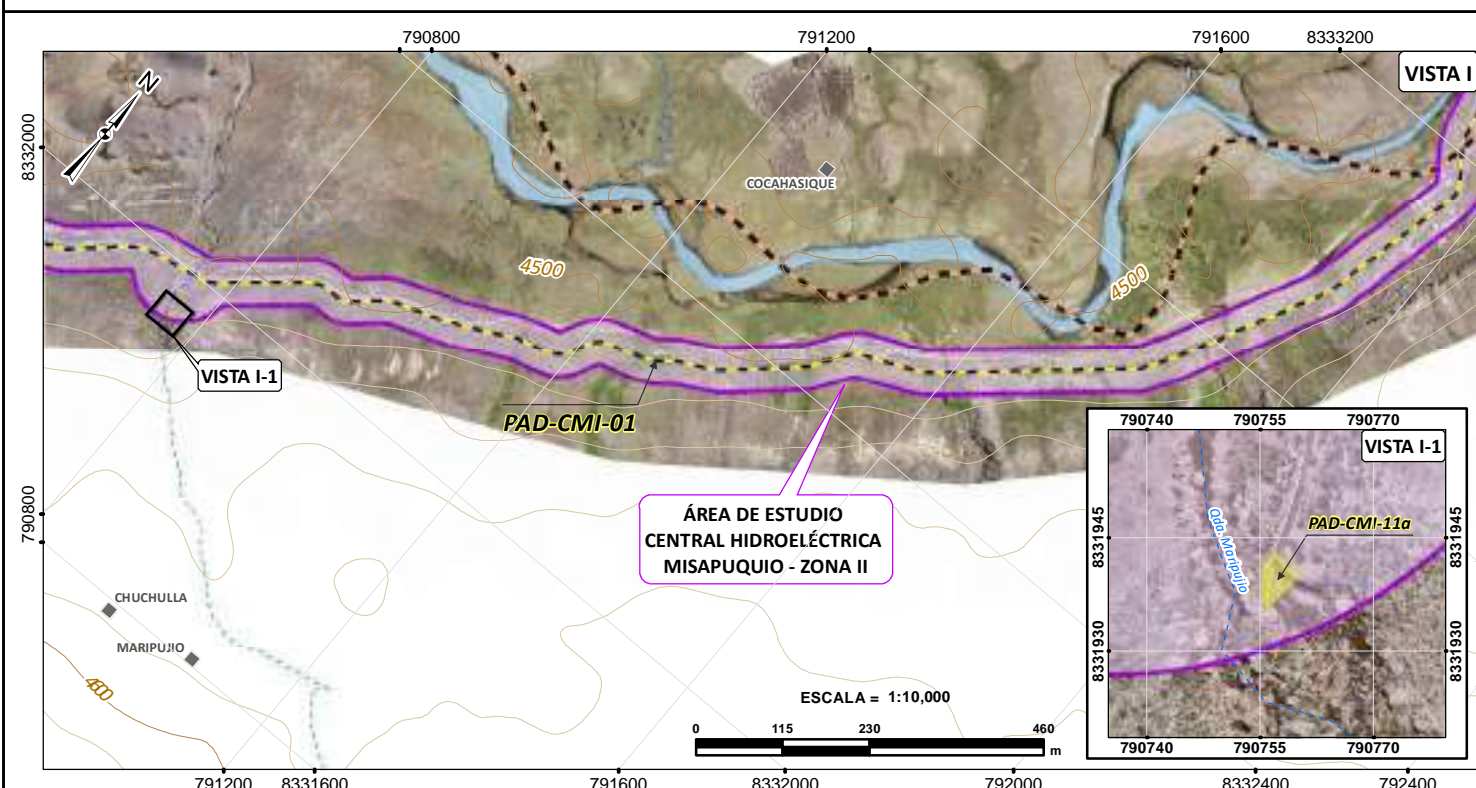 790800
791200
791600
8333200
VISTA I
N
8332000
COCAHASIQUE
4500
4500
VISTA I-1
PAD-CMI-01
790740
790755
790770
VISTA I-1
ÁREA DE ESTUDIO
CENTRAL HIDROELÉCTRICA
MISAPUQUIO - ZONA II
8331945
Qda. Maripujio
PAD-CMI-11a
8331945
790800
CHUCHULLA
MARIPUJIO
8331930
8331930
4600
ESCALA = 1:10,000
0
115
230
460
m
790740
790755
790770
791200
8331600
791600
8332000
792000
8332400
792400